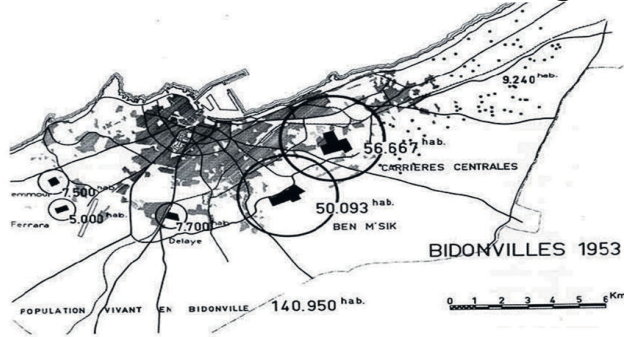 9.240 hab.
56.667 hab.
CARRIERES CENTRALES
7.500 hab.
50.093 hab.
Ferrara
5.000 hab.
7.700 hab.
BEN M'SIK
Delaye
BIDONVILLES 1953
POPULATION VIVANT EN BIDONVILLE 140.950 hab.
0 1 2 3 4 5 6 Km